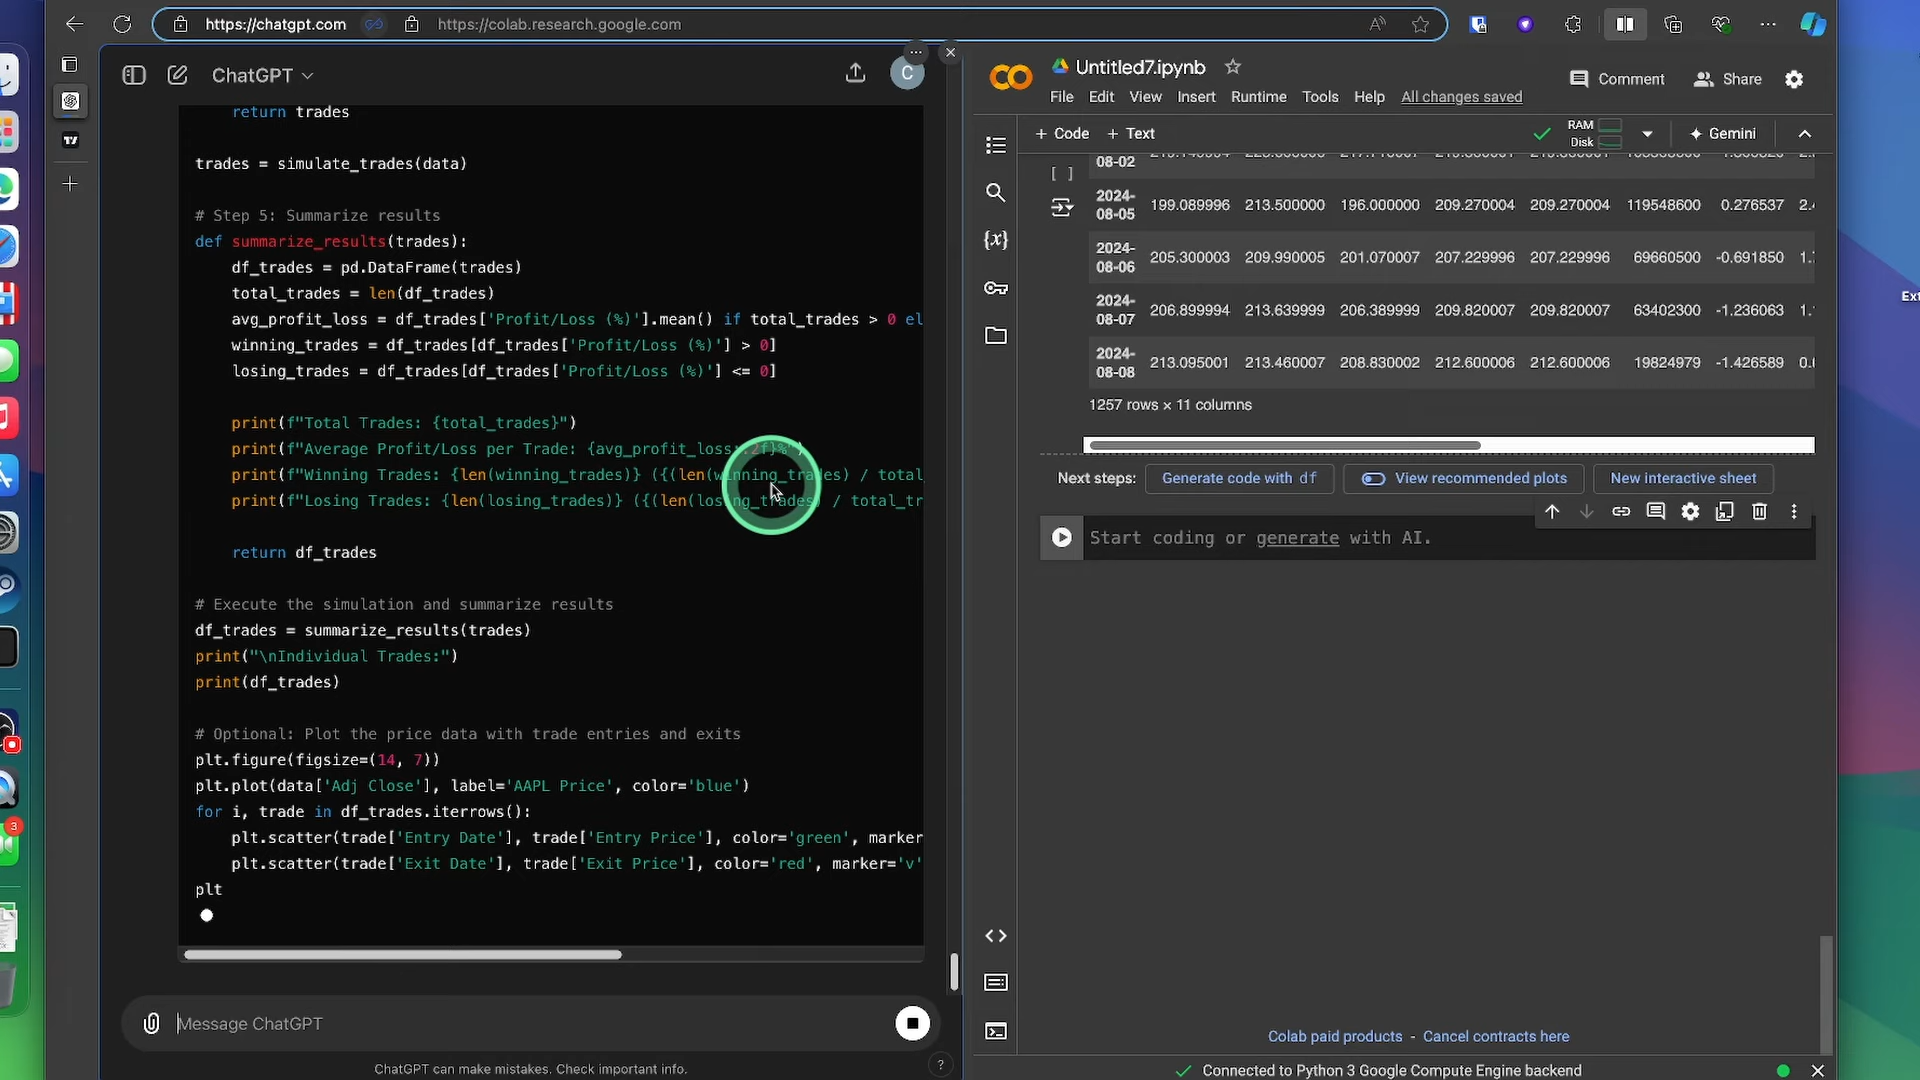 https://chatgpt.com
https://colab.research.google.com
ChatGPT
C
return trades
trades = simulate_trades(data)
# Step 5: Summarize results
def summarize_results(trades):
df_trades = pd.DataFrame(trades)
total_trades = len(df_trades)
avg_profit_loss = df_trades['Profit/Loss (%)'].mean() if total_trades > 0 el
winning_trades = df_trades[df_trades['Profit/Loss (%)'] > 0]
losing_trades = df_trades[df_trades['Profit/Loss (%)'] <= 0]
print(f"Total Trades: {total_trades}")
print(f"Average Profit/Loss per Trade: {avg_profit_loss:.2f}%")
print(f"Winning Trades: {len(winning_trades)} ({(len(winning_trades) / total
print(f"Losing Trades: {len(losing_trades)} ({(len(losing_trades) / total_tr
return df_trades
# Execute the simulation and summarize results
df_trades = summarize_results(trades)
print("\nIndividual Trades:")
print(df_trades)
# Optional: Plot the price data with trade entries and exits
plt.figure(figsize=(14, 7))
plt.plot(data['Adj Close'], label='AAPL Price', color='blue')
for i, trade in df_trades.iterrows():
plt.scatter(trade['Entry Date'], trade['Entry Price'], color='green', marker
plt.scatter(trade['Exit Date'], trade['Exit Price'], color='red', marker='v'
plt
Message ChatGPT
ChatGPT can make mistakes. Check important info.
?
CO
Untitled7.ipynb
Comment
Share
File Edit View Insert Runtime Tools Help All changes saved
+ Code + Text
RAM
Disk
Gemini
[ ]
{x}
08-02
2024-
08-05
199.089996 213.500000 196.000000 209.270004 209.270004 119548600 0.276537
2024-
08-06
205.300003 209.990005 201.070007 207.229996 207.229996 69660500 -0.691850
2024-
08-07
206.899994 213.639999 206.389999 209.820007 209.820007 63402300 -1.236063
2024-
08-08
213.095001 213.460007 208.830002 212.600006 212.600006 19824979 -1.426589
1257 rows × 11 columns
Next steps: Generate code with df View recommended plots New interactive sheet
Start coding or generate with AI.
Colab paid products - Cancel contracts here
Connected to Python 3 Google Compute Engine backend
3
Ext